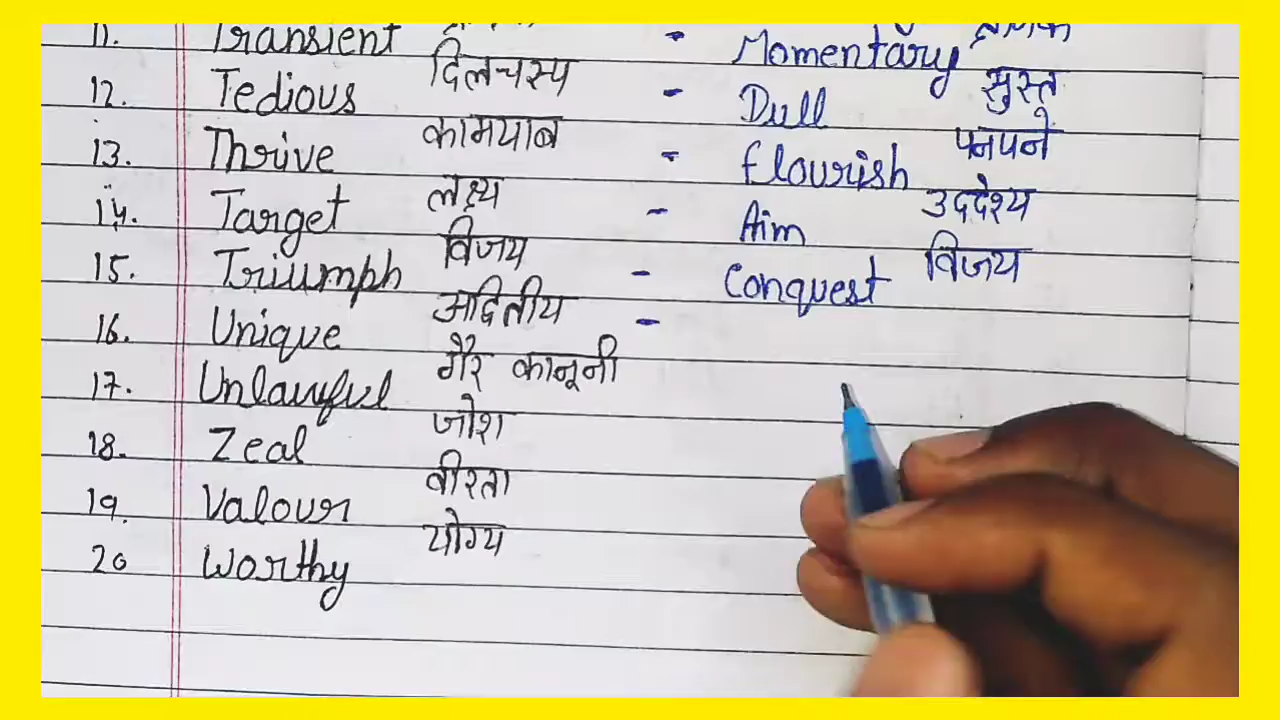 11. Transient - Momentary
12. Tedious दिलचस्प - Dull सुस्त
13. Thrive कामयाब - flourish पनपने
14. Target लक्ष्य - Aim उददेश्य
15. Triumph विजय - Conquest विजय
16. Unique अद्वितीय -
17. Unlawful गैर कानूनी
18. Zeal जोश
19. Valour वीरता
20 Worthy योग्य